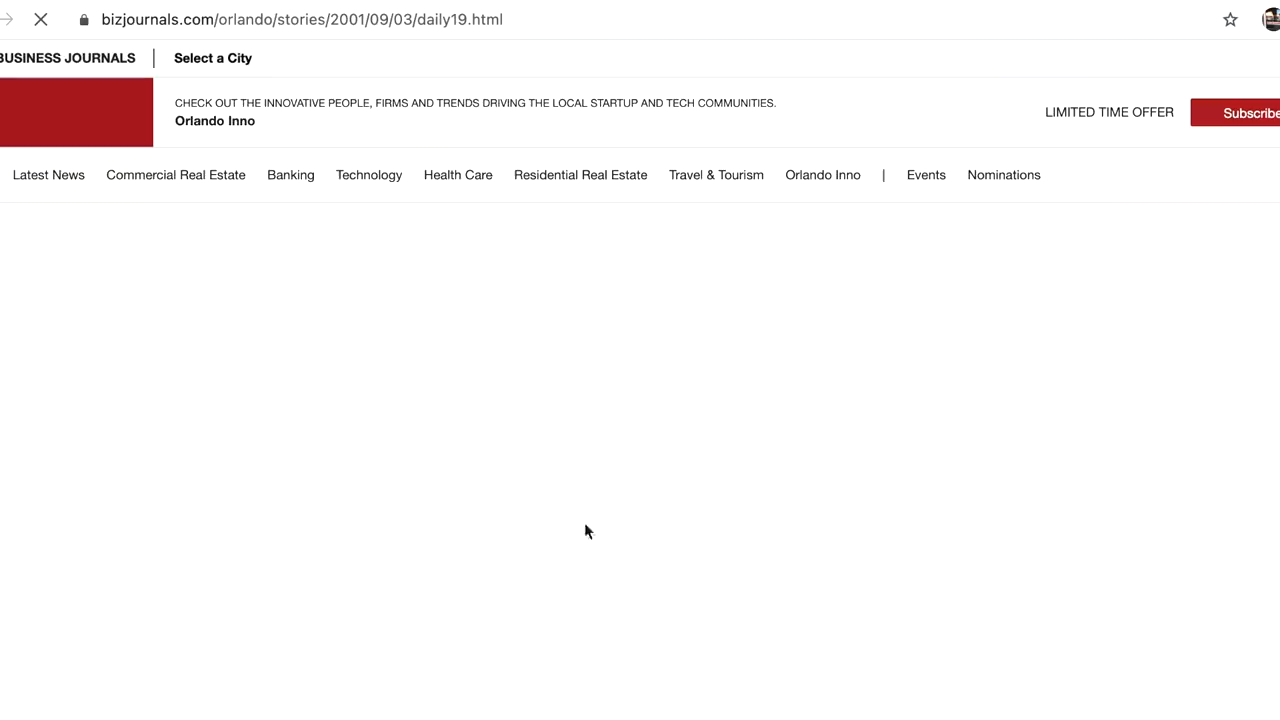 bizjournals.com/orlando/stories/2001/09/03/daily19.html
BUSINESS JOURNALS | Select a City
CHECK OUT THE INNOVATIVE PEOPLE, FIRMS AND TRENDS DRIVING THE LOCAL STARTUP AND TECH COMMUNITIES.
Orlando Inno
LIMITED TIME OFFER
Subscribe
Latest News Commercial Real Estate Banking Technology Health Care Residential Real Estate Travel & Tourism Orlando Inno | Events Nominations